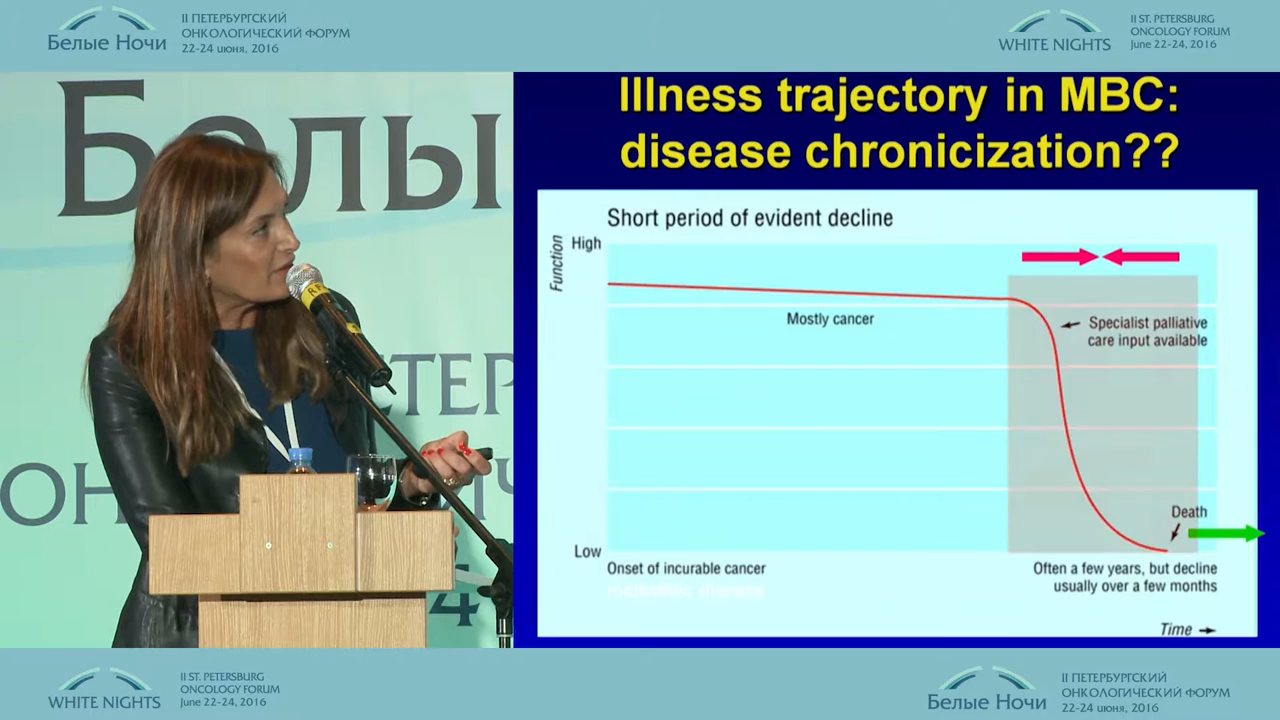 Белые Ночи
II ПЕТЕРБУРГСКИЙ
ОНКОЛОГИЧЕСКИЙ ФОРУМ
22-24 июня, 2016
WHITE NIGHTS
II ST. PETERSBURG
ONCOLOGY FORUM
June 22-24, 2016
Белы
ТЕР
ОН
4
Illness trajectory in MBC:
disease chronicization??
Short period of evident decline
Function
High
Mostly cancer
Specialist palliative
care input available
Death
Low
Onset of incurable cancer
metastatic disease
Often a few years, but decline
usually over a few months
Time
WHITE NIGHTS
II ST. PETERSBURG
ONCOLOGY FORUM
June 22-24, 2016
Белые Ночи
II ПЕТЕРБУРГСКИЙ
ОНКОЛОГИЧЕСКИЙ ФОРУМ
22-24 июня, 2016